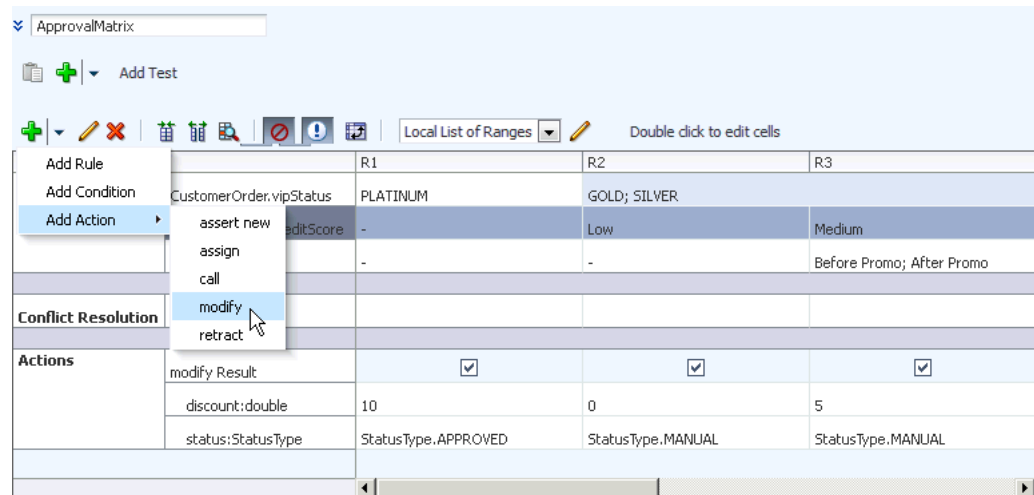 ApprovalMatrix
Add Test
Local List of Ranges Double click to edit cells
Add Rule R1 R2 R3
Add Condition CustomerOrder.vipStatus PLATINUM GOLD; SILVER
Add Action assert new editScore - Low Medium
assign - - Before Promo; After Promo
call
modify
Conflict Resolution
retract
Actions modify Result
discount:double 10 0 5
status:StatusType StatusType.APPROVED StatusType.MANUAL StatusType.MANUAL